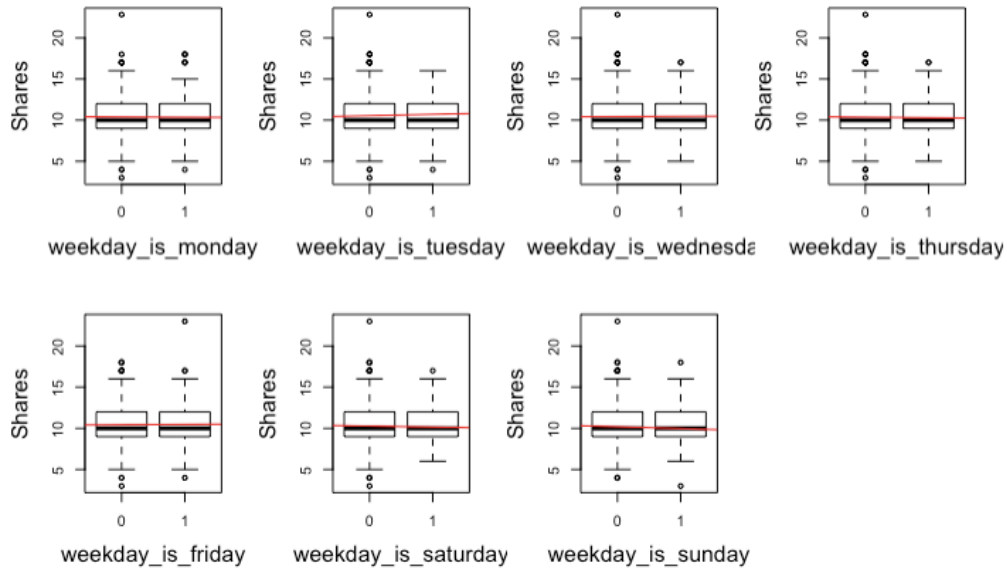 Shares
20
15
10
5
0 1
weekday_is_monday
Shares
20
15
10
5
0 1
weekday_is_tuesday
Shares
20
15
10
5
0 1
weekday_is_wednesda
Shares
20
15
10
5
0 1
weekday_is_thursday
Shares
20
15
10
5
0 1
weekday_is_friday
Shares
20
15
10
5
0 1
weekday_is_saturday
Shares
20
15
10
5
0 1
weekday_is_sunday